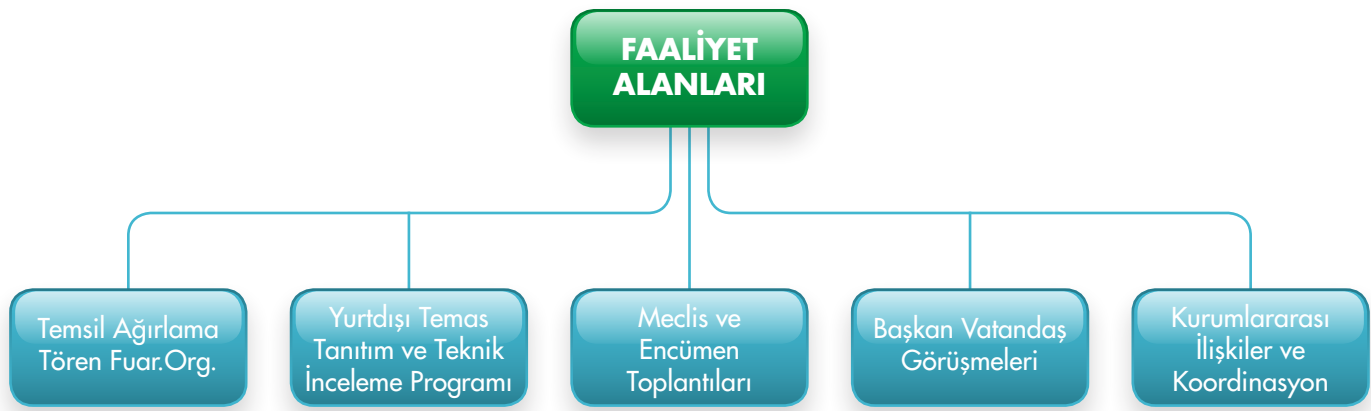 FAALİYET
ALANLARI
Temsil Ağırlama
Tören Fuar.Org.
Yurtdışı Temas
Tanıtım ve Teknik
İnceleme Programı
Meclis ve
Encümen
Toplantıları
Başkan Vatandaş
Görüşmeleri
Kurumlararası
İlişkiler ve
Koordinasyon